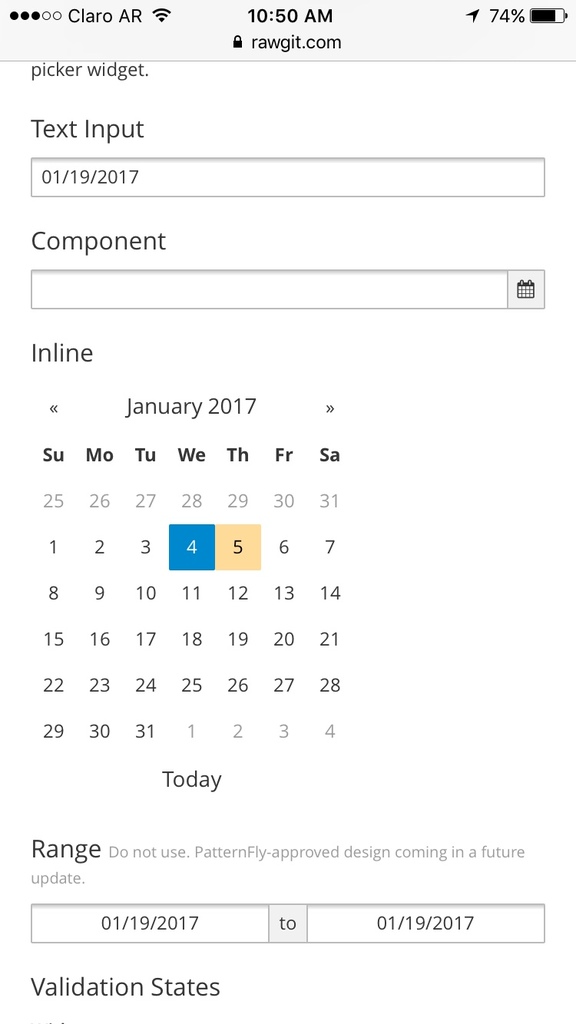 ●●●○○ Claro AR 10:50 AM 74%
rawgit.com
picker widget.
Text Input
01/19/2017
Component
Inline
« January 2017 »
Su Mo Tu We Th Fr Sa
25 26 27 28 29 30 31
1 2 3 4 5 6 7
8 9 10 11 12 13 14
15 16 17 18 19 20 21
22 23 24 25 26 27 28
29 30 31 1 2 3 4
Today
Range Do not use. PatternFly-approved design coming in a future
update.
01/19/2017 to 01/19/2017
Validation States